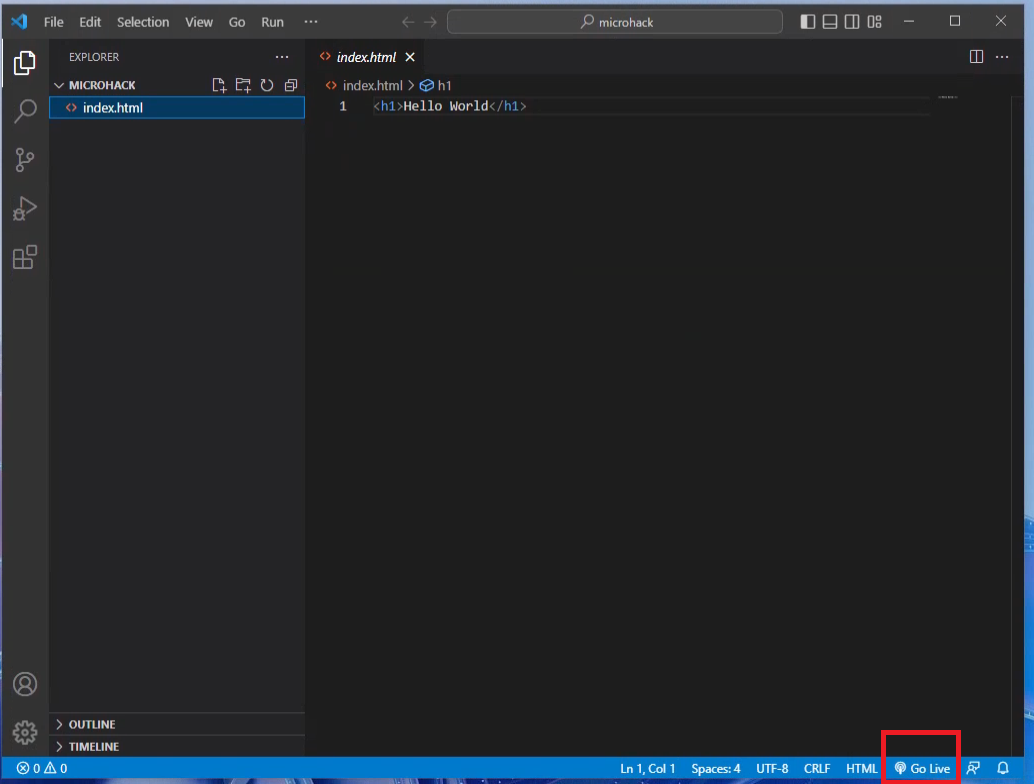 File Edit Selection View Go Run ···
microhack
EXPLORER ···
MICROHACK
index.html
OUTLINE
TIMELINE
index.html
index.html > h1
1 <h1>Hello World</h1>
0 0
Ln 1, Col 1 Spaces: 4 UTF-8 CRLF HTML Go Live